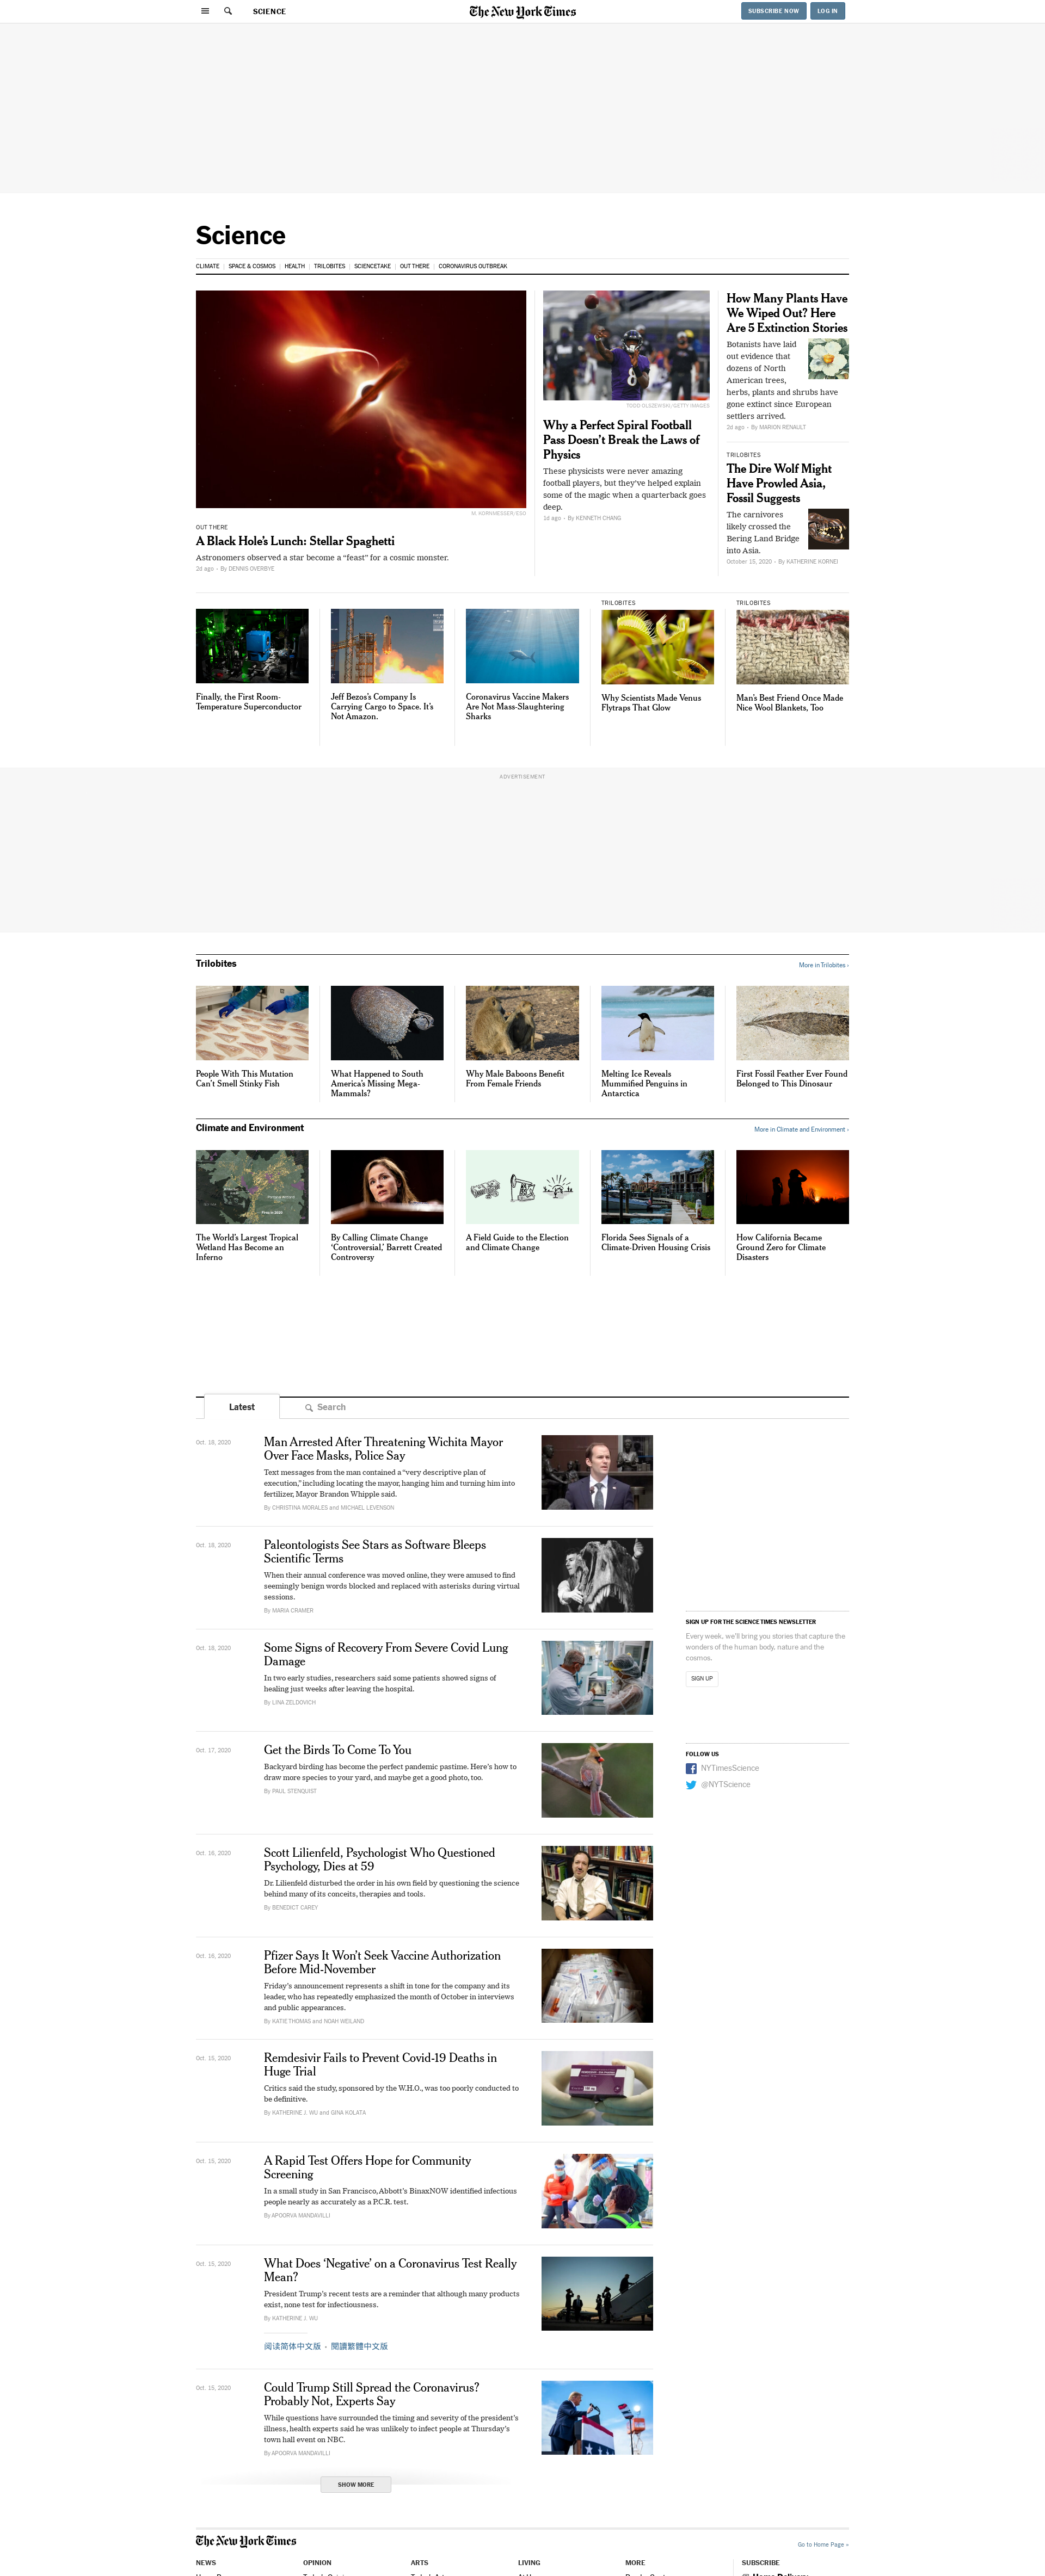 SCIENCE
The New York Times
SUBSCRIBE NOW
LOG IN
Science
CLIMATE
SPACE & COSMOS
HEALTH
TRILOBITES
SCIENCETAKE
OUT THERE
CORONAVIRUS OUTBREAK
M. KORNMESSER/ESO
OUT THERE
A Black Hole's Lunch: Stellar Spaghetti
Astronomers observed a star become a “feast” for a cosmic monster.
2d ago • By DENNIS OVERBYE
TODD OLSZEWSKI/GETTY IMAGES
Why a Perfect Spiral Football
Pass Doesn't Break the Laws of
Physics
These physicists were never amazing
football players, but they've helped explain
some of the magic when a quarterback goes
deep.
1d ago • By KENNETH CHANG
How Many Plants Have
We Wiped Out? Here
Are 5 Extinction Stories
Botanists have laid
out evidence that
dozens of North
American trees,
herbs, plants and shrubs have
gone extinct since European
settlers arrived.
2d ago • By MARION RENAULT
TRILOBITES
The Dire Wolf Might
Have Prowled Asia,
Fossil Suggests
The carnivores
likely crossed the
Bering Land Bridge
into Asia.
October 15, 2020 • By KATHERINE KORNEI
Finally, the First Room-
Temperature Superconductor
Jeff Bezos's Company Is
Carrying Cargo to Space. It's
Not Amazon.
Coronavirus Vaccine Makers
Are Not Mass-Slaughtering
Sharks
TRILOBITES
Why Scientists Made Venus
Flytraps That Glow
TRILOBITES
Man's Best Friend Once Made
Nice Wool Blankets, Too
ADVERTISEMENT
Trilobites
More in Trilobites ›
People With This Mutation
Can't Smell Stinky Fish
What Happened to South
America's Missing Mega-
Mammals?
Why Male Baboons Benefit
From Female Friends
Melting Ice Reveals
Mummified Penguins in
Antarctica
First Fossil Feather Ever Found
Belonged to This Dinosaur
Climate and Environment
More in Climate and Environment ›
The World's Largest Tropical
Wetland Has Become an
Inferno
By Calling Climate Change
‘Controversial,’ Barrett Created
Controversy
A Field Guide to the Election
and Climate Change
Florida Sees Signals of a
Climate-Driven Housing Crisis
How California Became
Ground Zero for Climate
Disasters
Latest
Search
Oct. 18, 2020
Man Arrested After Threatening Wichita Mayor
Over Face Masks, Police Say
Text messages from the man contained a “very descriptive plan of
execution,” including locating the mayor, hanging him and turning him into
fertilizer, Mayor Brandon Whipple said.
By CHRISTINA MORALES and MICHAEL LEVENSON
Oct. 18, 2020
Paleontologists See Stars as Software Bleeps
Scientific Terms
When their annual conference was moved online, they were amused to find
seemingly benign words blocked and replaced with asterisks during virtual
sessions.
By MARIA CRAMER
SIGN UP FOR THE SCIENCE TIMES NEWSLETTER
Every week, we'll bring you stories that capture the
wonders of the human body, nature and the
cosmos.
SIGN UP
Oct. 18, 2020
Some Signs of Recovery From Severe Covid Lung
Damage
In two early studies, researchers said some patients showed signs of
healing just weeks after leaving the hospital.
By LINA ZELDOVICH
FOLLOW US
NYTimesScience
@NYTScience
Oct. 17, 2020
Get the Birds To Come To You
Backyard birding has become the perfect pandemic pastime. Here's how to
draw more species to your yard, and maybe get a good photo, too.
By PAUL STENQUIST
Oct. 16, 2020
Scott Lilienfeld, Psychologist Who Questioned
Psychology, Dies at 59
Dr. Lilienfeld disturbed the order in his own field by questioning the science
behind many of its conceits, therapies and tools.
By BENEDICT CAREY
Oct. 16, 2020
Pfizer Says It Won't Seek Vaccine Authorization
Before Mid-November
Friday's announcement represents a shift in tone for the company and its
leader, who has repeatedly emphasized the month of October in interviews
and public appearances.
By KATIE THOMAS and NOAH WEILAND
Oct. 15, 2020
Remdesivir Fails to Prevent Covid-19 Deaths in
Huge Trial
Critics said the study, sponsored by the W.H.O., was too poorly conducted to
be definitive.
By KATHERINE J. WU and GINA KOLATA
Oct. 15, 2020
A Rapid Test Offers Hope for Community
Screening
In a small study in San Francisco, Abbott's BinaxNOW identified infectious
people nearly as accurately as a P.C.R. test.
By APOORVA MANDAVILLI
Oct. 15, 2020
What Does ‘Negative’ on a Coronavirus Test Really
Mean?
President Trump's recent tests are a reminder that although many products
exist, none test for infectiousness.
By KATHERINE J. WU
阅读简体中文版 • 閱讀繁體中文版
Oct. 15, 2020
Could Trump Still Spread the Coronavirus?
Probably Not, Experts Say
While questions have surrounded the timing and severity of the president's
illness, health experts said he was unlikely to infect people at Thursday's
town hall event on NBC.
By APOORVA MANDAVILLI
SHOW MORE
The New York Times
Go to Home Page »
NEWS
OPINION
ARTS
LIVING
MORE
SUBSCRIBE